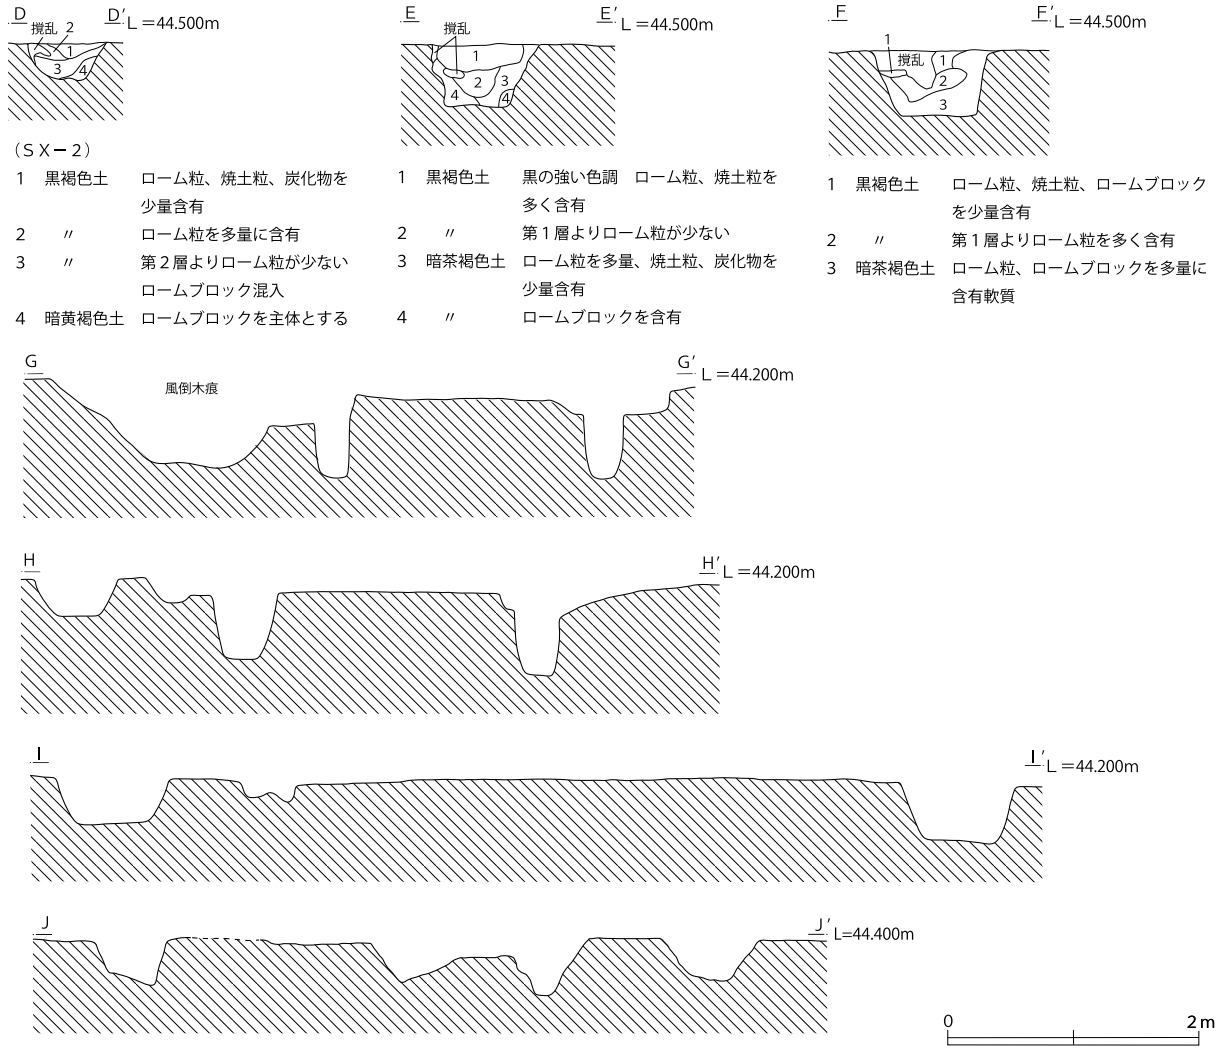 D D′ L＝44.500m
撹乱 2
1
3 4
E E′ L＝44.500m
撹乱
1
2 3
4 4
F F′ L＝44.500m
1
撹乱 1
2
3
（ＳＸ－２）
1 黒褐色土 ローム粒、焼土粒、炭化物を
少量含有
2 〃 ローム粒を多量に含有
3 〃 第２層よりローム粒が少ない
ロームブロック混入
4 暗黄褐色土 ロームブロックを主体とする
1 黒褐色土 黒の強い色調　ローム粒、焼土粒を
多く含有
2 〃 第１層よりローム粒が少ない
3 暗茶褐色土 ローム粒を多量、焼土粒、炭化物を
少量含有
4 〃 ロームブロックを含有
1 黒褐色土 ローム粒、焼土粒、ロームブロック
を少量含有
2 〃 第１層よりローム粒を多く含有
3 暗茶褐色土 ローム粒、ロームブロックを多量に
含有軟質
G G′ L＝44.200m
風倒木痕
H H′ L＝44.200m
I I′ L＝44.200m
J J′ L=44.400m
0 2m